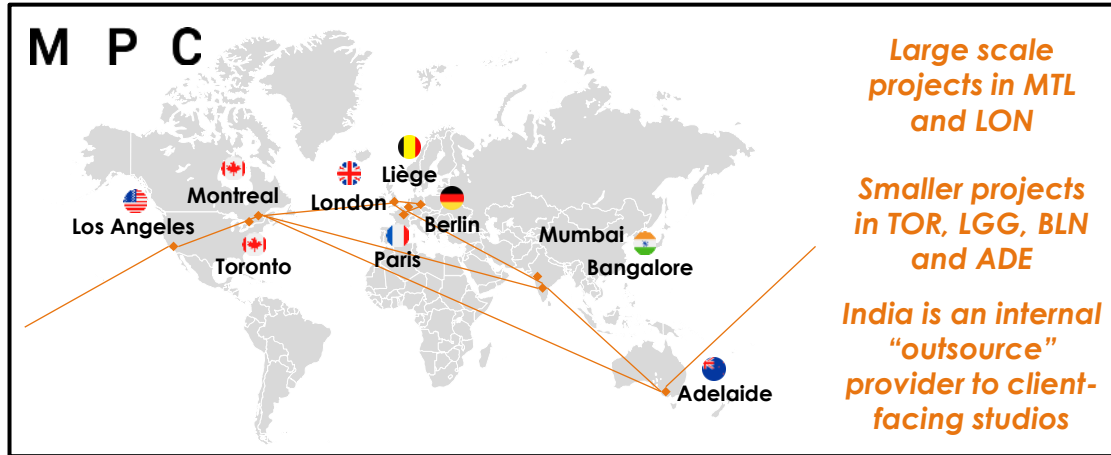 M P C
Large scale
projects in MTL
and LON
Smaller projects
in TOR, LGG, BLN
and ADE
India is an internal
“outsource”
provider to client-
facing studios
Liège
Montreal
London
Los Angeles
Berlin
Mumbai
Toronto
Paris
Bangalore
Adelaide